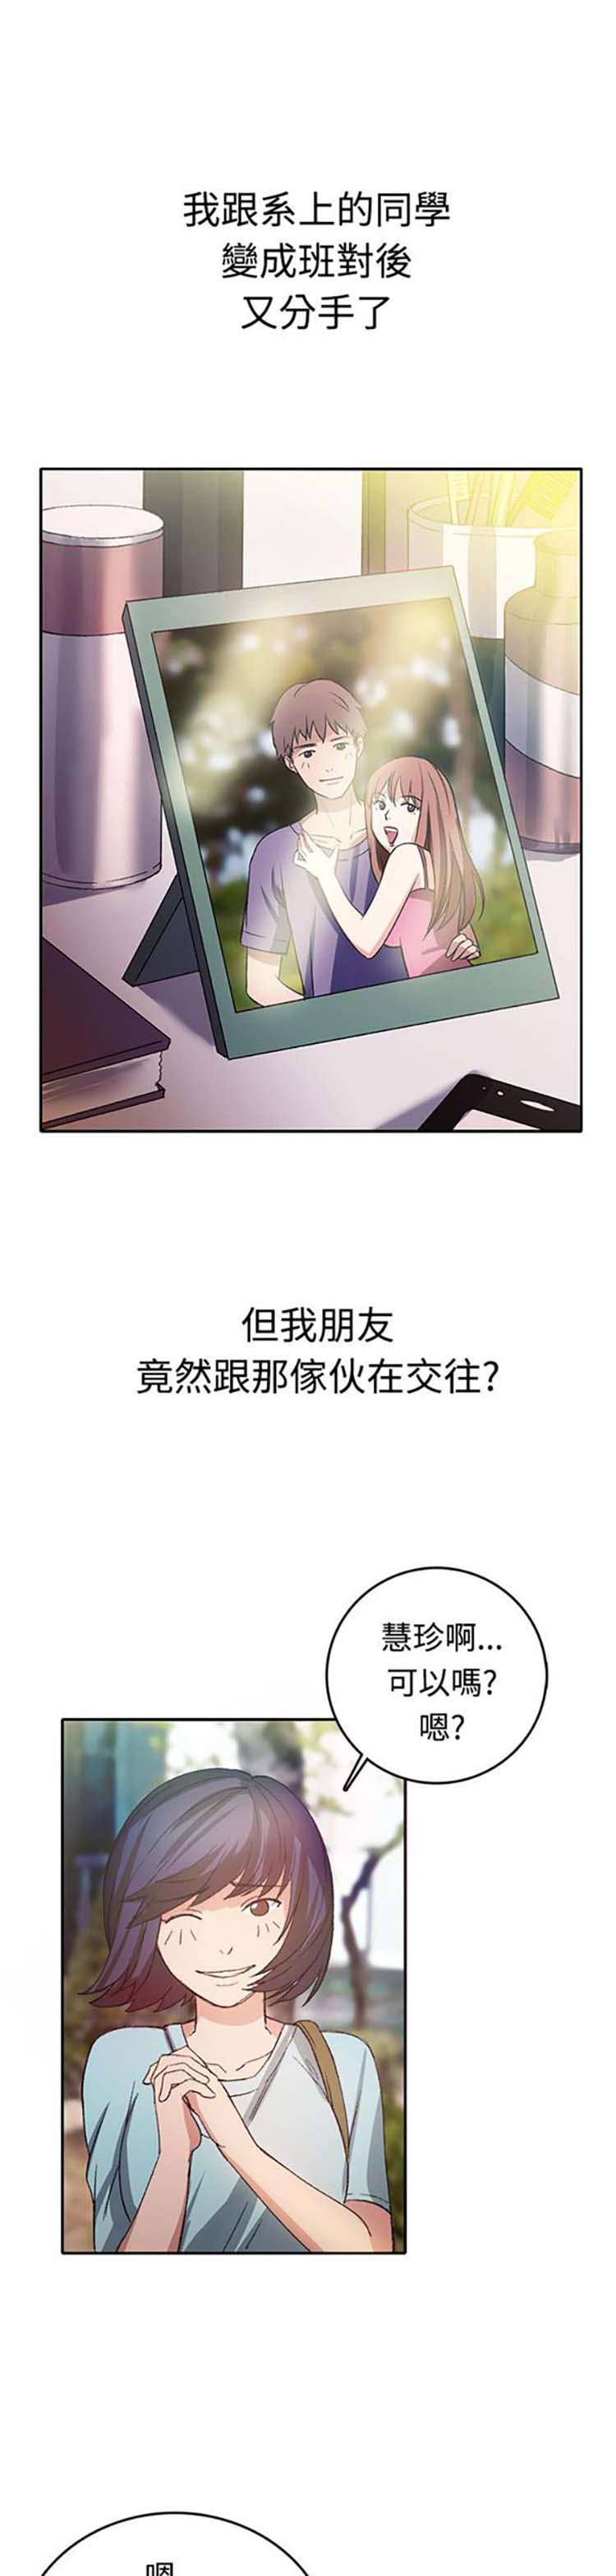 我跟系上的同學
變成班對後
又分手了
但我朋友
竟然跟那傢伙在交往?
慧珍啊...
可以嗎?
嗯?
嗯